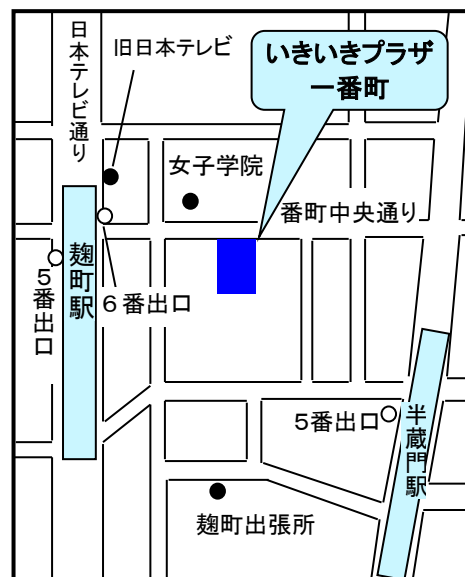 日本テレビ通り
旧日本テレビ
いきいきプラザ
一番町
女子学院
番町中央通り
麹町駅
5番出口
6番出口
5番出口
半蔵門駅
麹町出張所